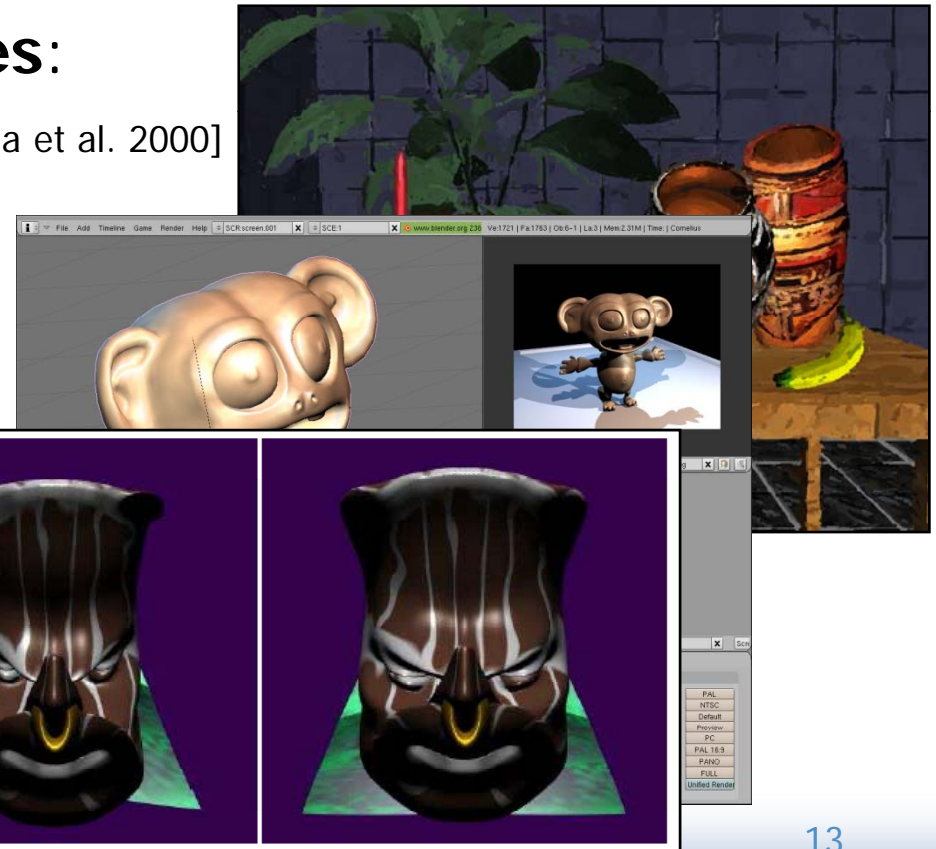 es:
a et al. 2000]
File Add Timeline Game Render Help SCR:screen.001 X SCE:1 X www.blender.org 236 Ve:1721 | Fa:1763 | Ob:6-1 | La:3 | Mem:2.31M | Time: | Cornelius
g X
X Scre
PAL
NTSC
Default
Preview
PC
PAL 16:9
PANO
FULL
Unified Render
13